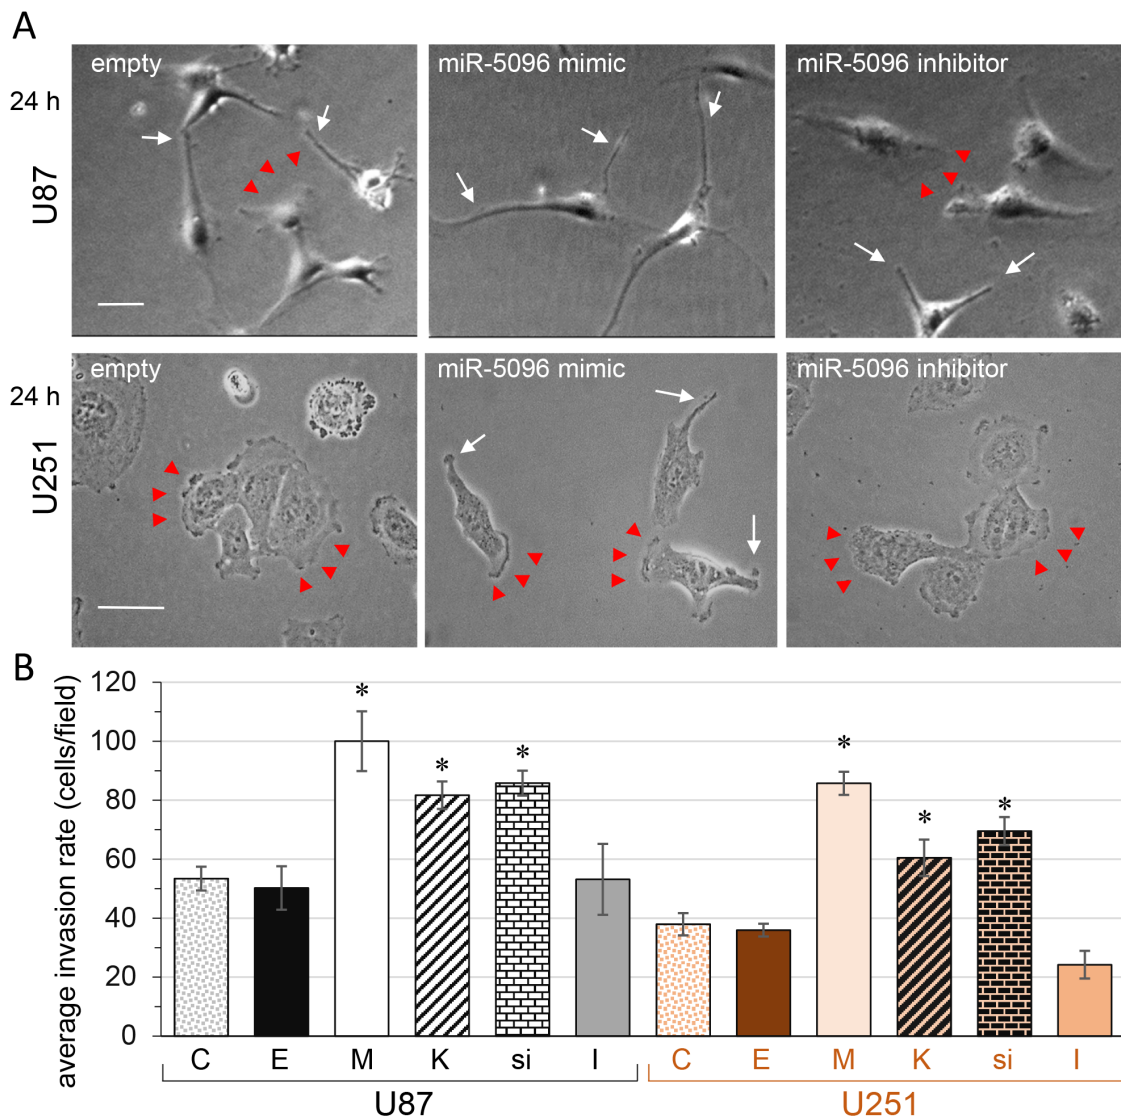 A
24 h
U87
empty
miR-5096 mimic
miR-5096 inhibitor
24 h
U251
empty
miR-5096 mimic
miR-5096 inhibitor
B
average invasion rate (cells/field)
120
100
80
60
40
20
0
* * * * * *
C E M K si I C E M K si I
U87 U251